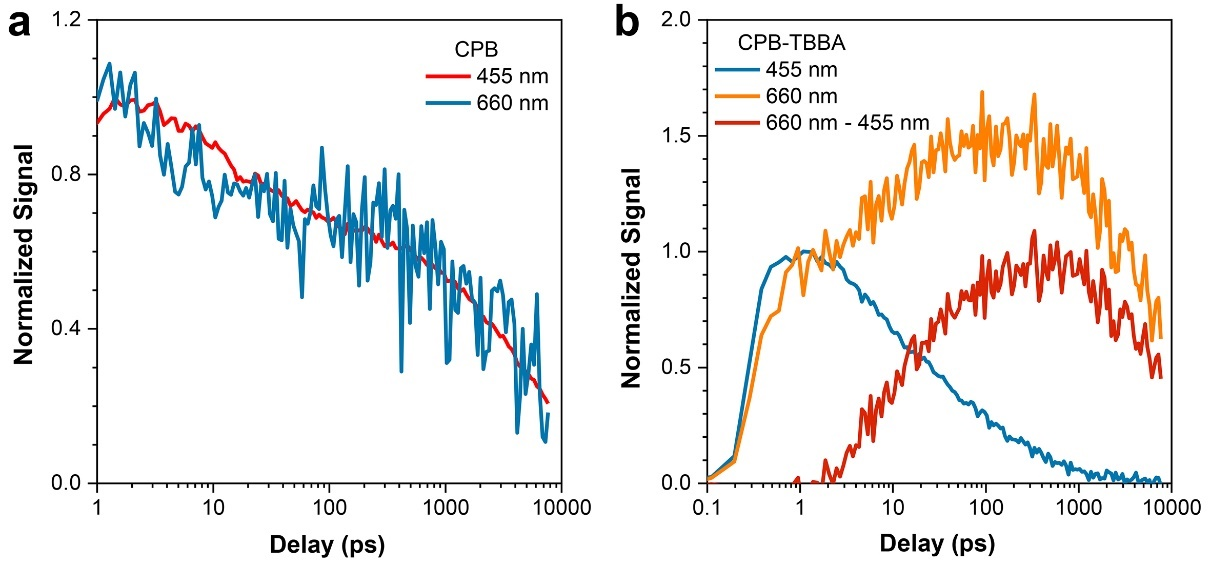 a
1.2
0.8
0.4
0.0
Normalized Signal
CPB
455 nm
660 nm
1
10
100
1000
10000
Delay (ps)
b
2.0
1.5
1.0
0.5
0.0
Normalized Signal
CPB-TBBA
455 nm
660 nm
660 nm - 455 nm
0.1
1
10
100
1000
10000
Delay (ps)